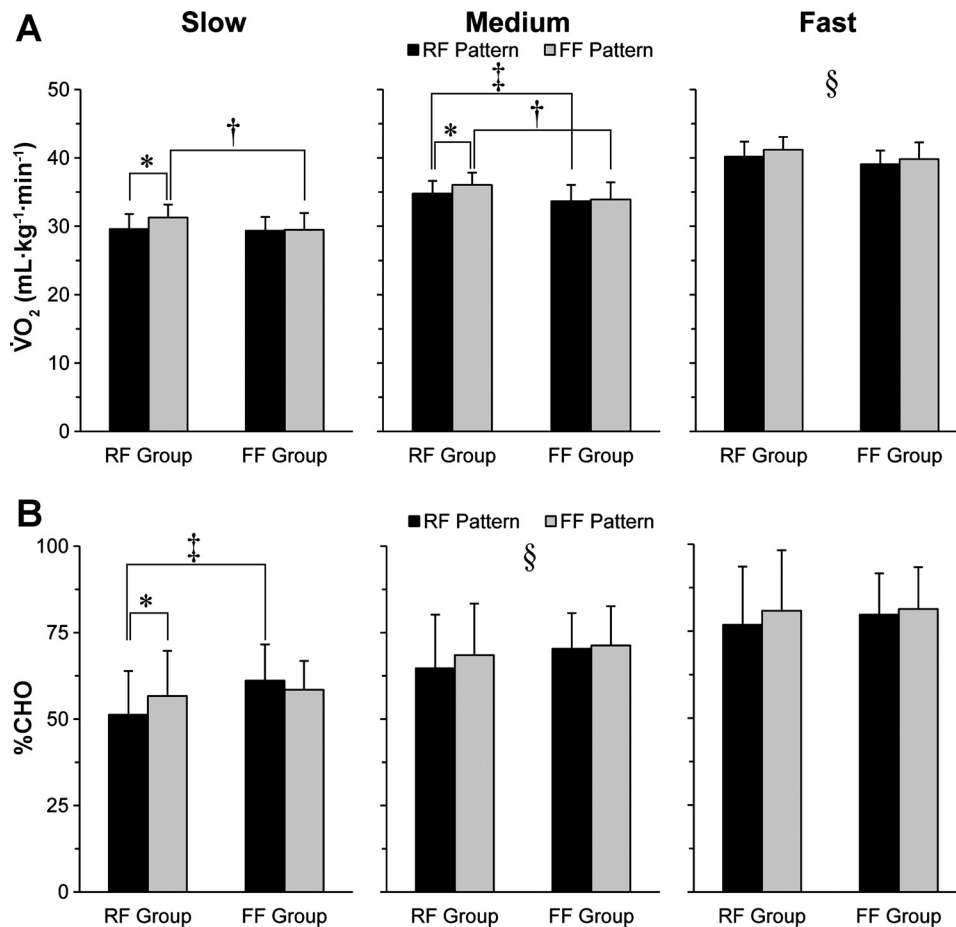 A
Slow
Medium
Fast
RF Pattern FF Pattern
V̇O₂ (mL·kg⁻¹·min⁻¹)
50
40
30
20
10
0
* †
‡
* †
§
RF Group FF Group
RF Group FF Group
RF Group FF Group
B
RF Pattern FF Pattern
%CHO
100
75
50
25
0
‡
*
§
RF Group FF Group
RF Group FF Group
RF Group FF Group